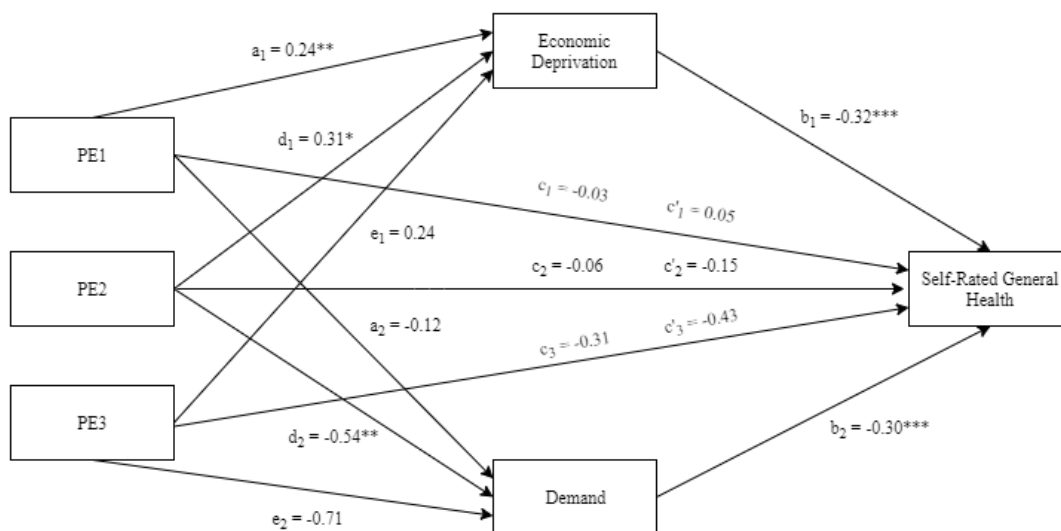 Economic
Deprivation
a₁ = 0.24**
b₁ = -0.32***
d₁ = 0.31*
PE1
c₁ = -0.03
c'₁ = 0.05
e₁ = 0.24
PE2
c₂ = -0.06
c'₂ = -0.15
Self-Rated General
Health
a₂ = -0.12
c₃ = -0.31
c'₃ = -0.43
PE3
d₂ = -0.54**
b₂ = -0.30***
Demand
e₂ = -0.71